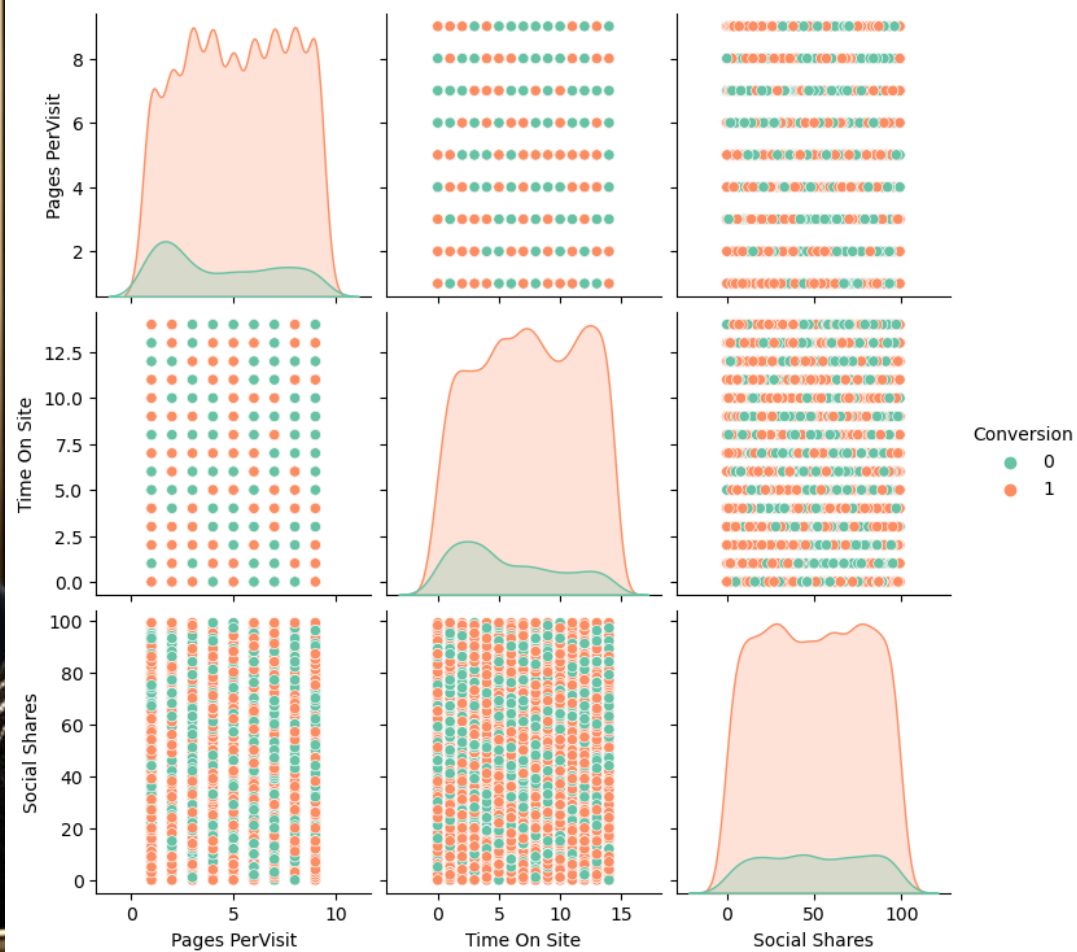 Pages PerVisit
8
6
4
2
Time On Site
12.5
10.0
7.5
5.0
2.5
0.0
Conversion
0
1
Social Shares
100
80
60
40
20
0
0 5 10
0 5 10 15
0 50 100
Pages PerVisit
Time On Site
Social Shares